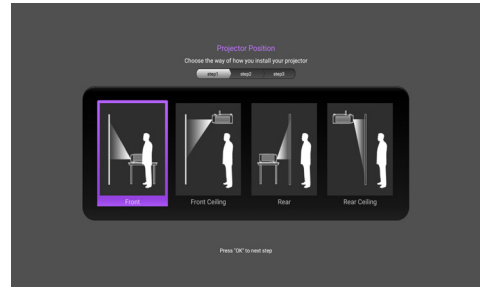 Projector Position
Choose the way of how you install your projector
step1 step2 step3
Front Front Ceiling Rear Rear Ceiling
Press "OK" to next step